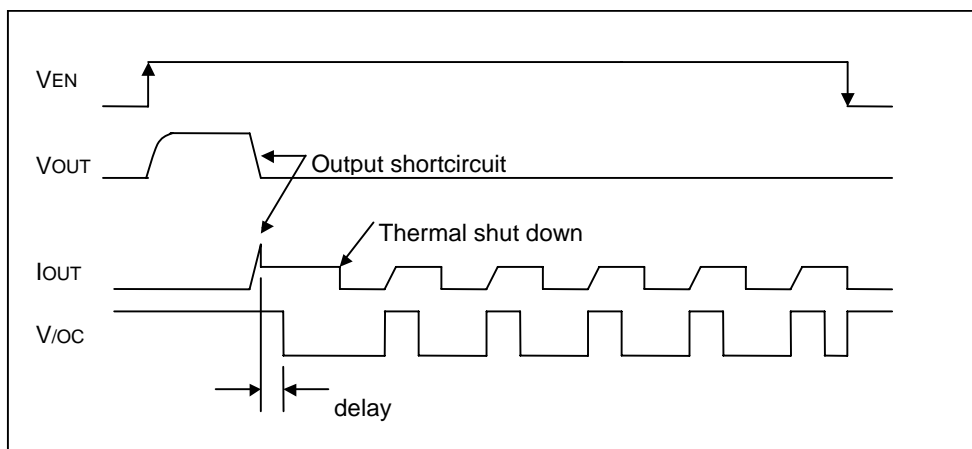 VEN
VOUT
Output shortcircuit
Thermal shut down
IOUT
V/OC
delay